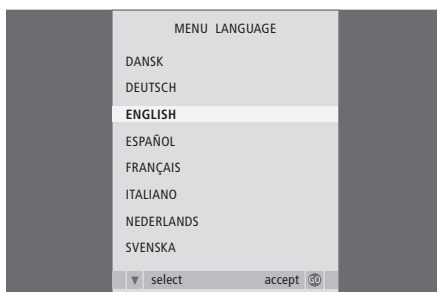 MENU LANGUAGE
DANSK
DEUTSCH
ENGLISH
ESPAÑOL
FRANÇAIS
ITALIANO
NEDERLANDS
SVENSKA
▼ select accept GO